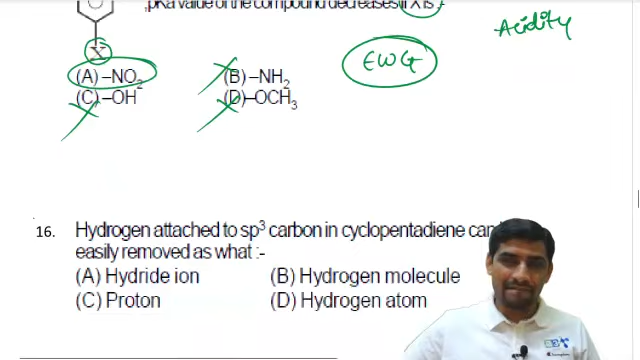 ,pKa value of the compound decreases if X is :-
Acidity
X
EWG
(A) –NO2 (B) –NH2
(C) –OH (D) –OCH3
16. Hydrogen attached to sp³ carbon in cyclopentadiene can
easily removed as what :-
(A) Hydride ion (B) Hydrogen molecule
(C) Proton (D) Hydrogen atom